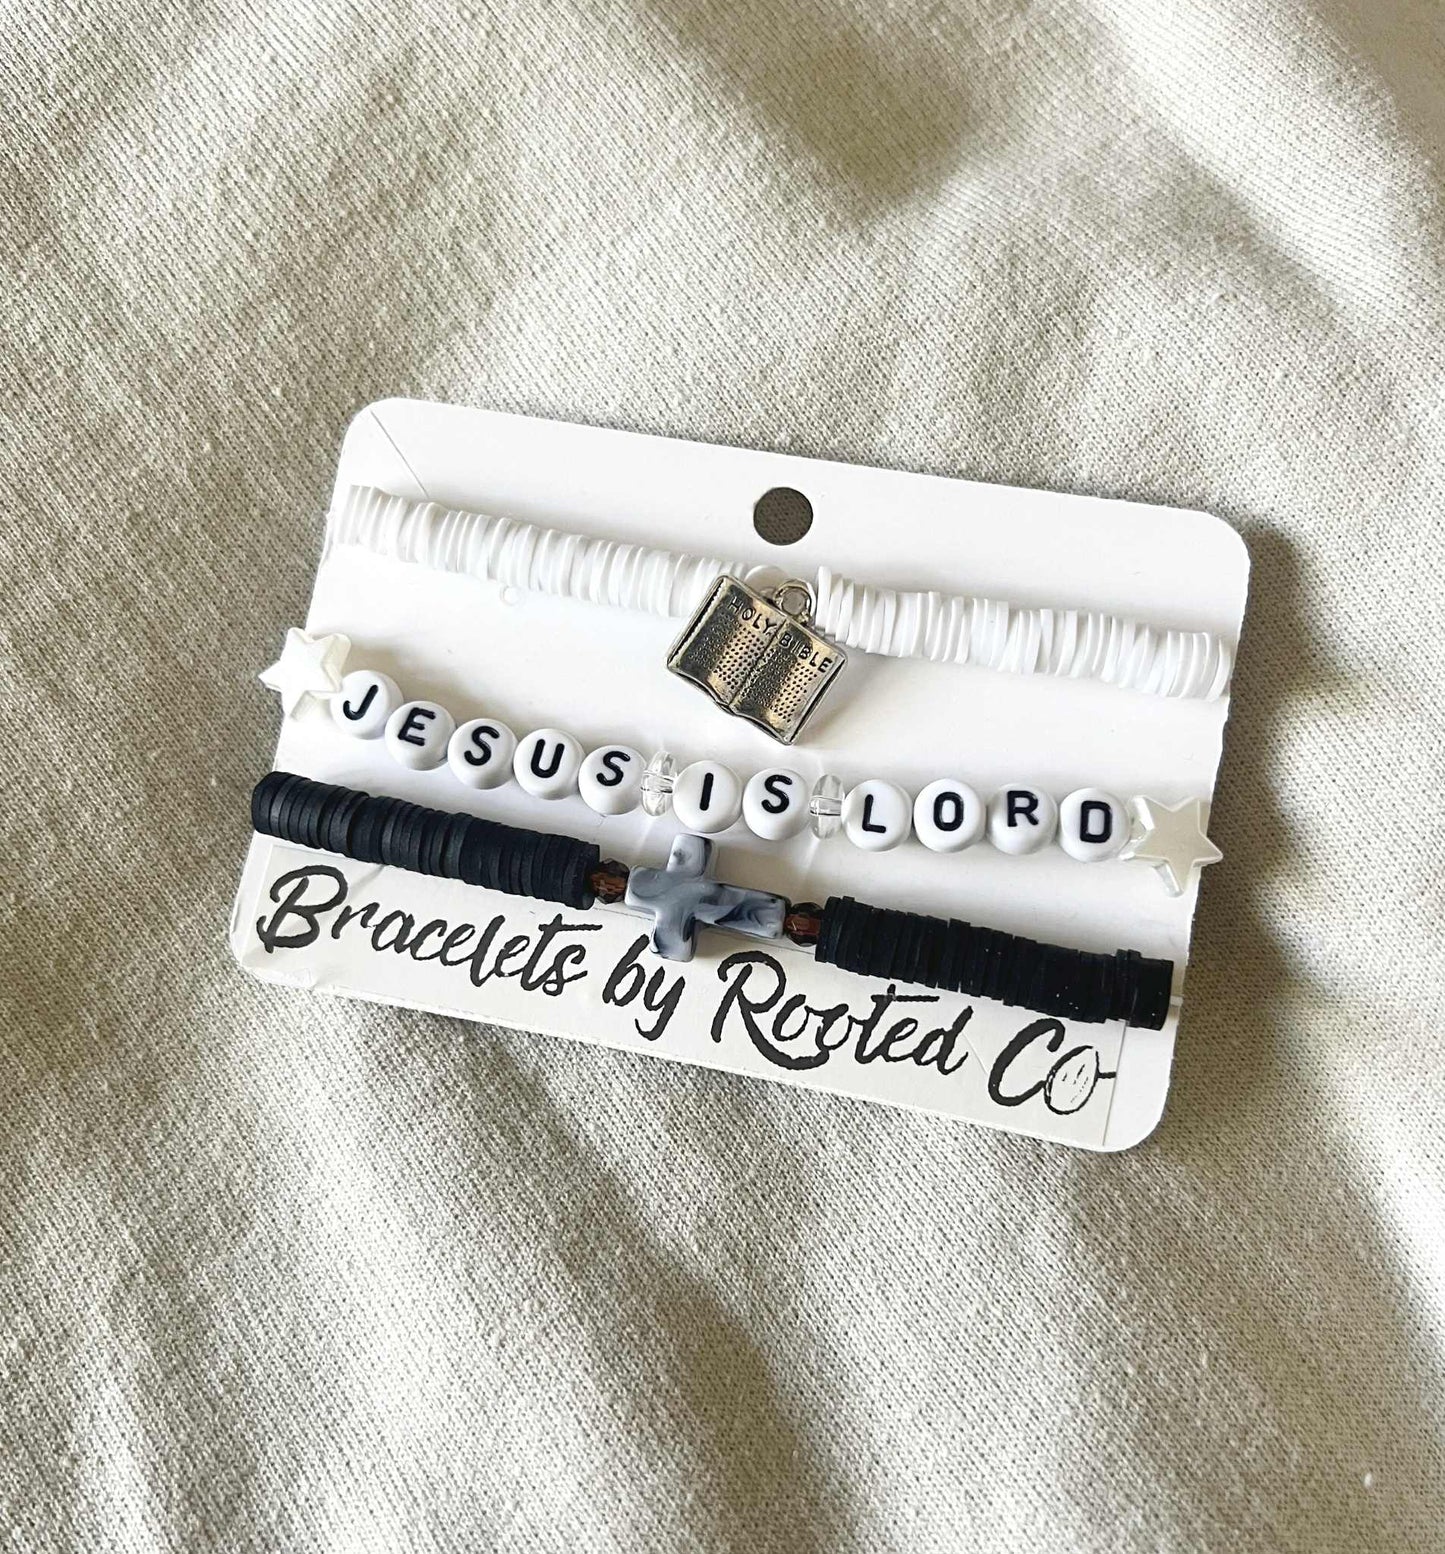 HOLY BIBLE
JESUS IS LORD
Bracelets by Rooted Co